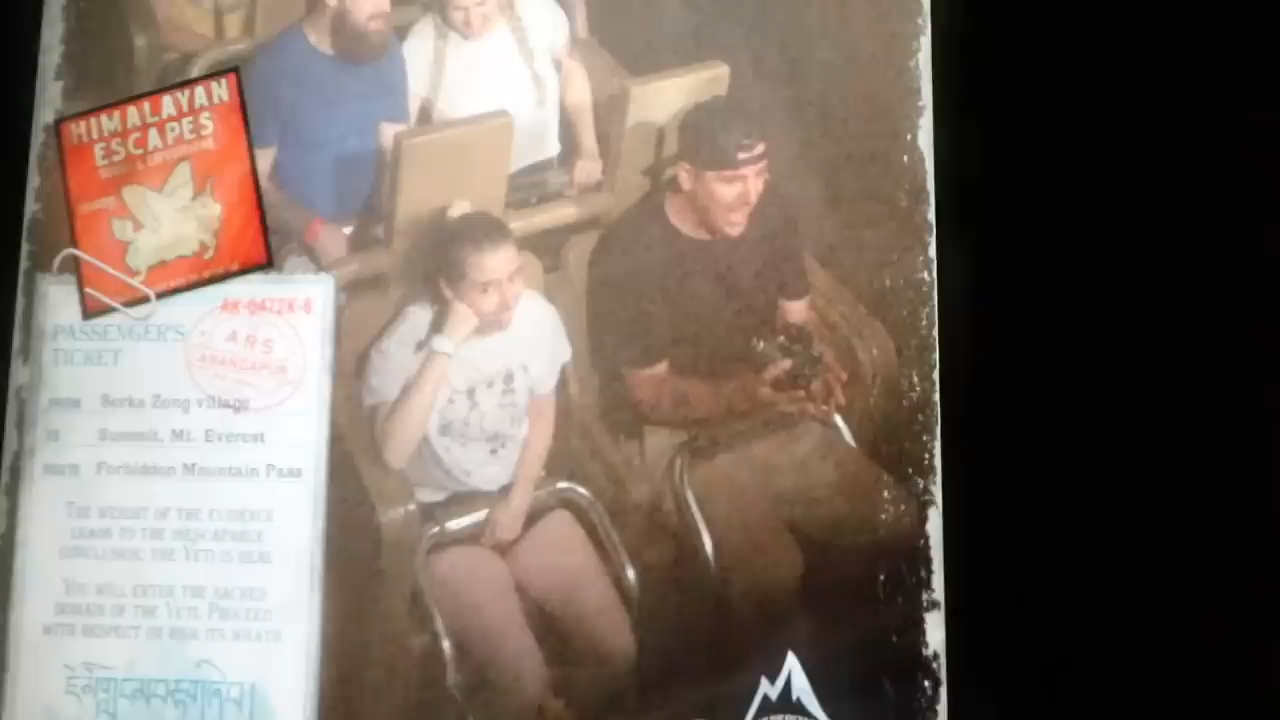 HIMALAYAN
ESCAPES
AK-0472K-6
PASSENGER'S
TICKET
ARS
ANANDAPUR
Serka Zong village
TO Summit, Mt. Everest
ROUTE Forbidden Mountain Pass
THE WEIGHT OF THE EVIDENCE
LEADS TO THE INESCAPABLE
CONCLUSION: THE YETI IS REAL
YOU WILL ENTER THE SACRED
DOMAIN OF THE YETI. PROCEED
WITH RESPECT OR RISK ITS WRATH